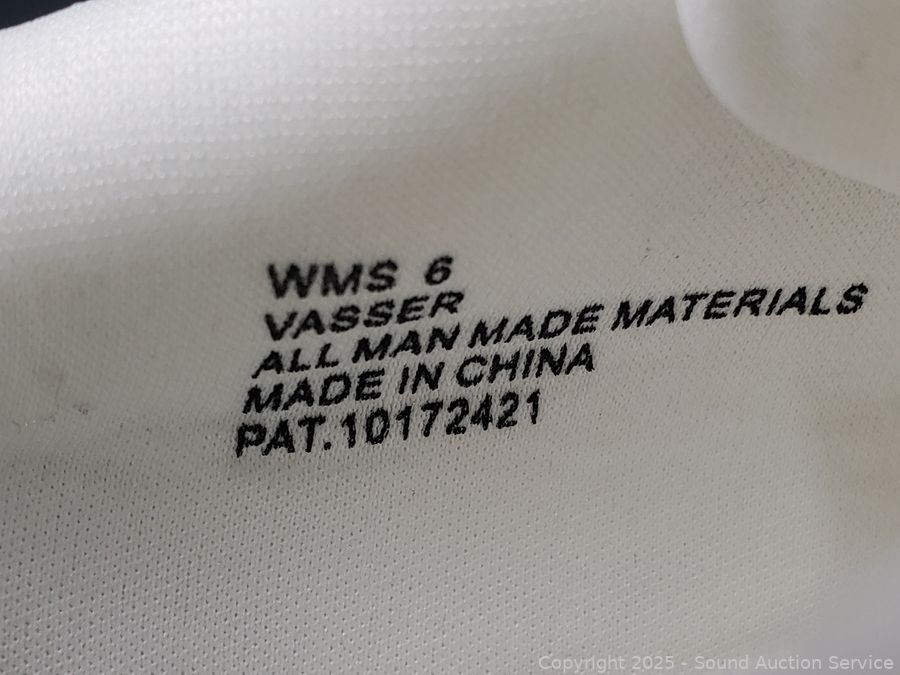 WMS 6
VASSER
ALL MAN MADE MATERIALS
MADE IN CHINA
PAT.10172421
Copyright 2025 - Sound Auction Service